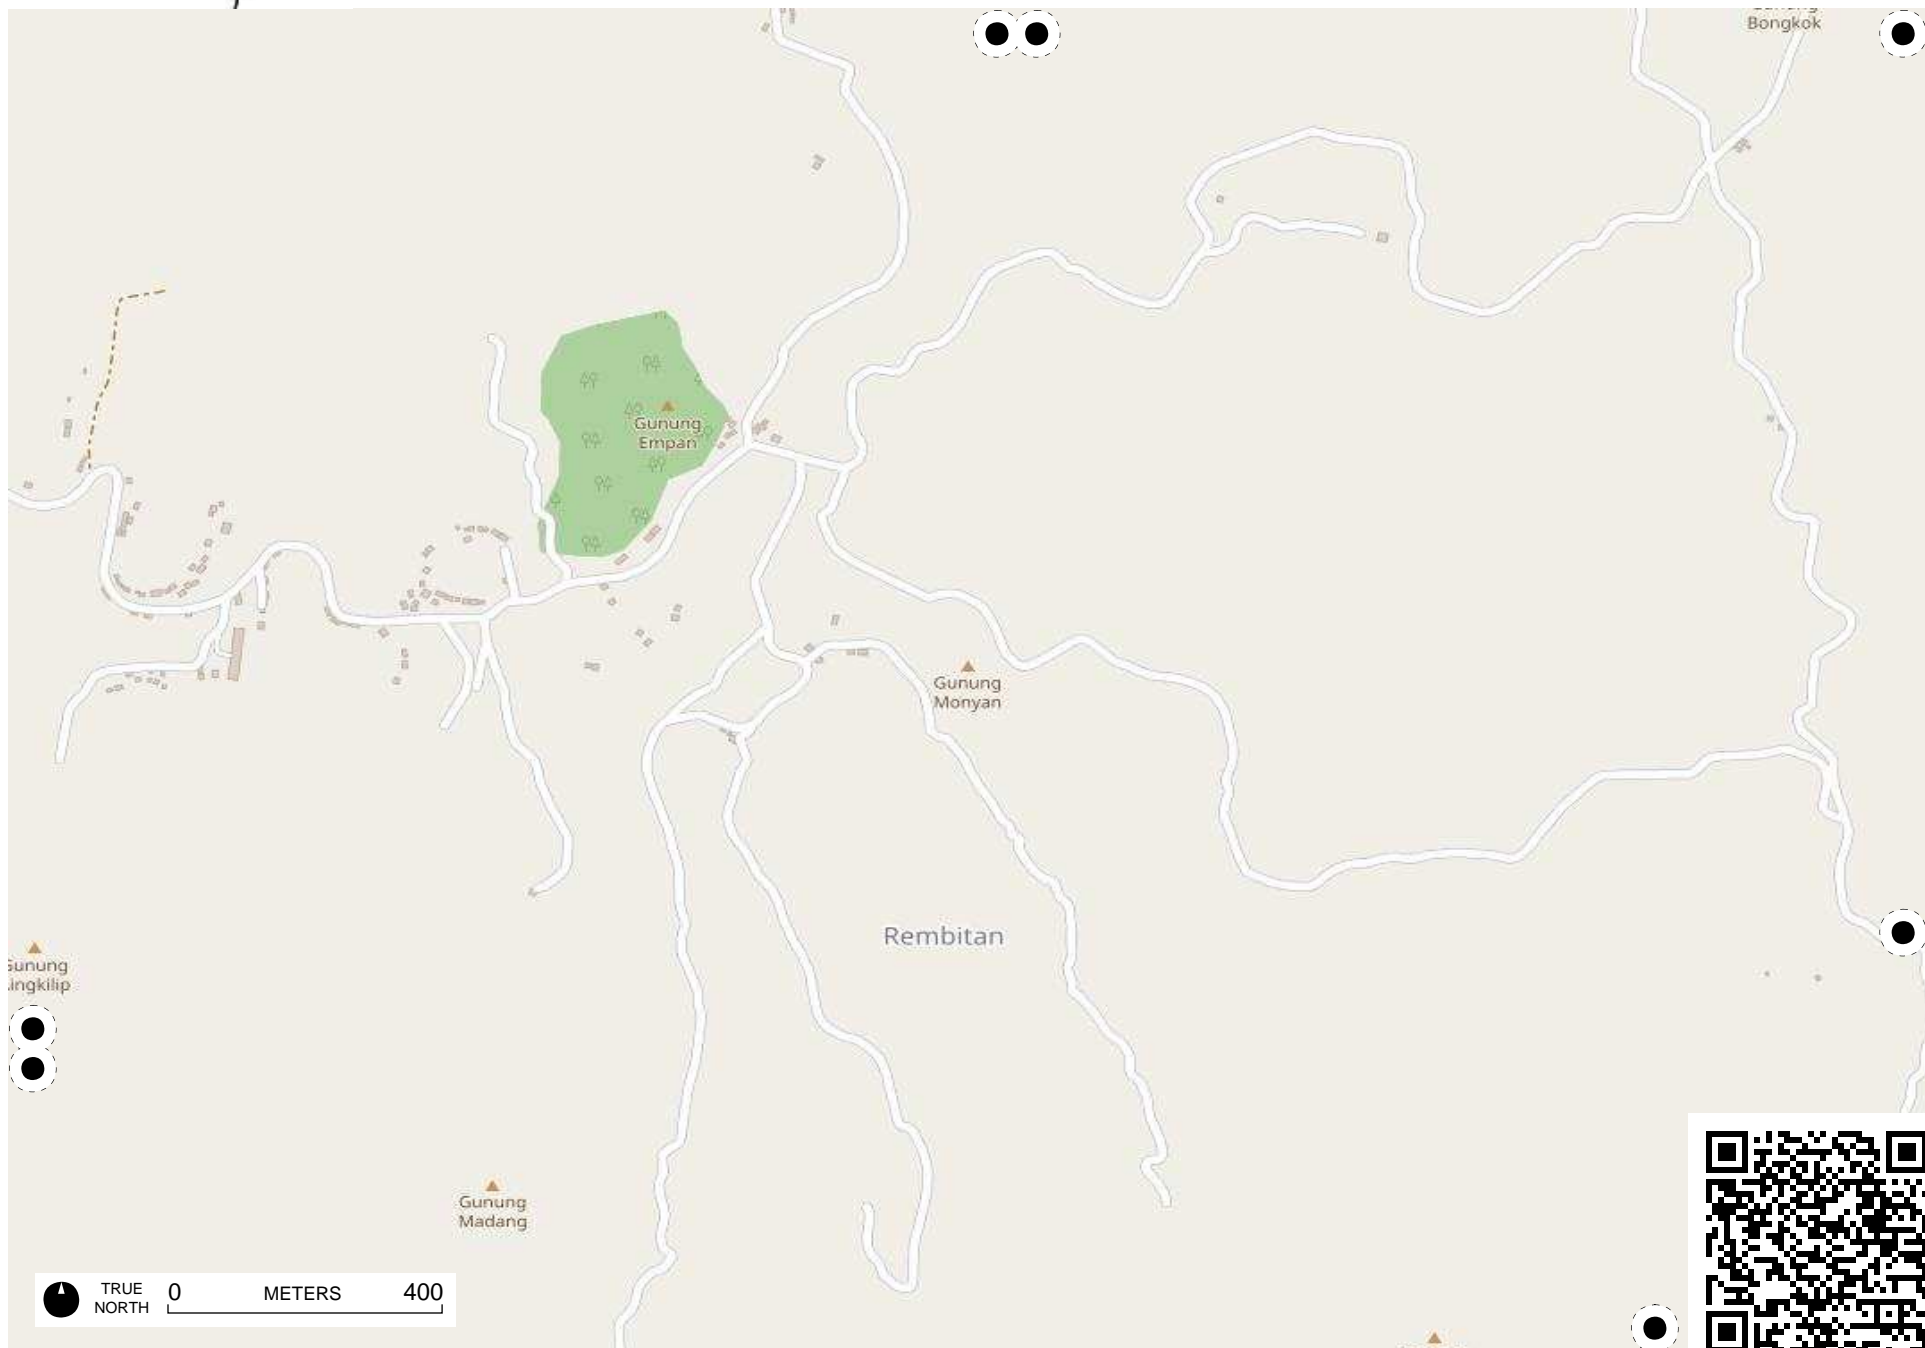 Bongkok
Gunung
Empan
Gunung
Monyan
Rembitan
Gunung
Madang
TRUE
NORTH
0
METERS
400